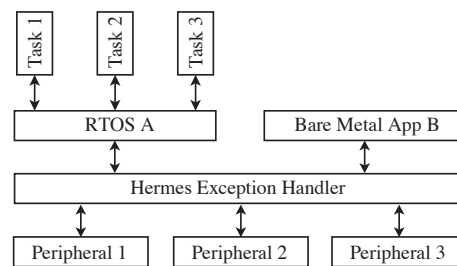 Task 1
Task 2
Task 3
RTOS A
Bare Metal App B
Hermes Exception Handler
Peripheral 1
Peripheral 2
Peripheral 3